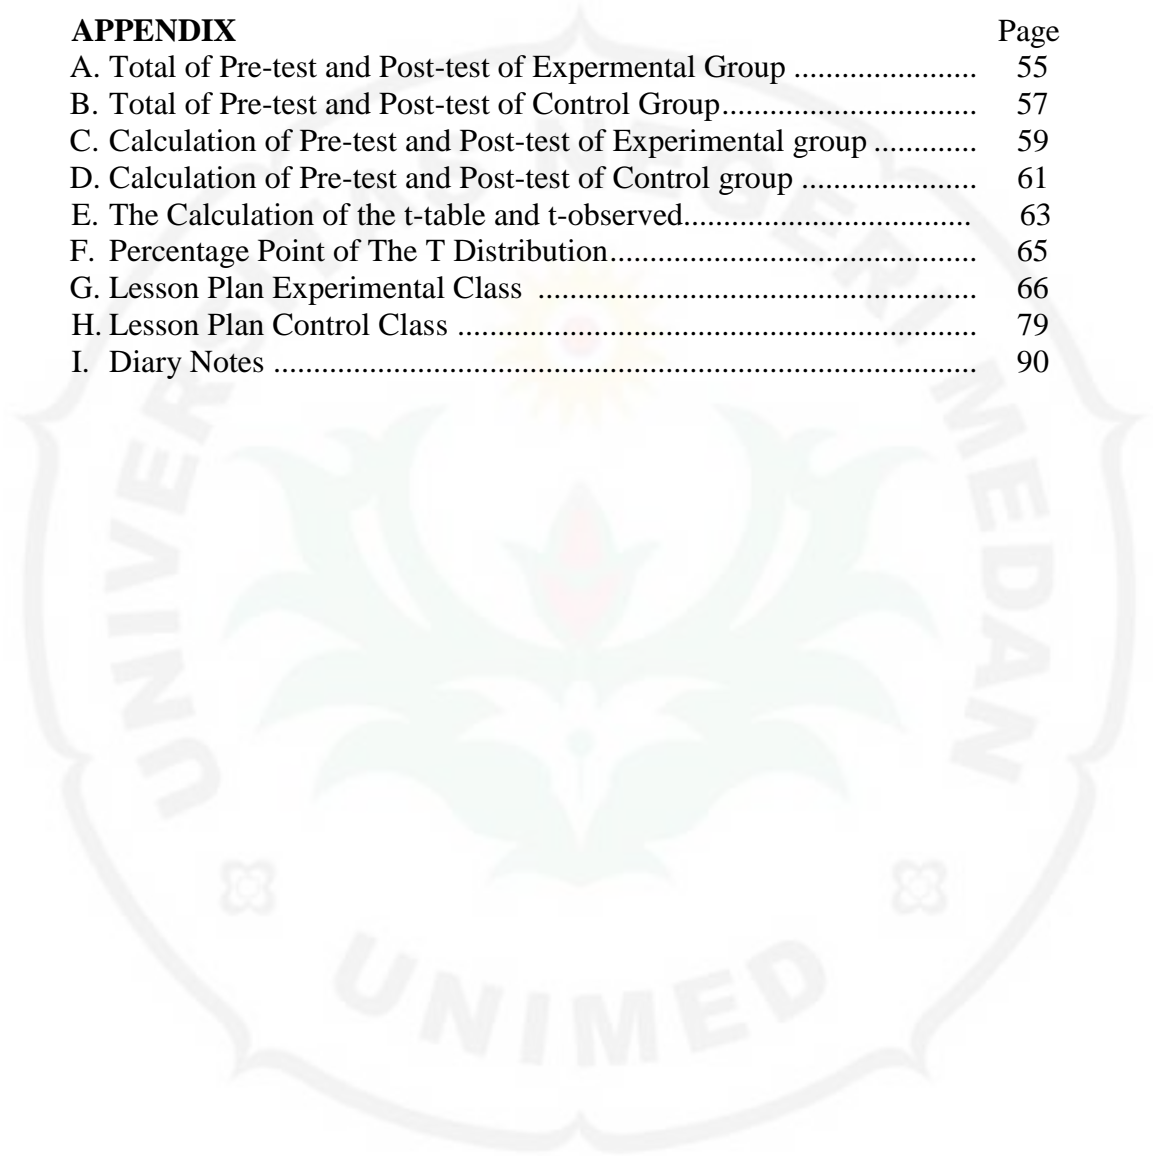 APPENDIX Page
A. Total of Pre-test and Post-test of Expermental Group ....................... 55
B. Total of Pre-test and Post-test of Control Group................................ 57
C. Calculation of Pre-test and Post-test of Experimental group ............. 59
D. Calculation of Pre-test and Post-test of Control group ...................... 61
E. The Calculation of the t-table and t-observed.................................... 63
F. Percentage Point of The T Distribution.............................................. 65
G. Lesson Plan Experimental Class ....................................................... 66
H. Lesson Plan Control Class ................................................................. 79
I. Diary Notes ........................................................................................ 90
UNIVERSITAS NEGERI MEDAN
UNIMED